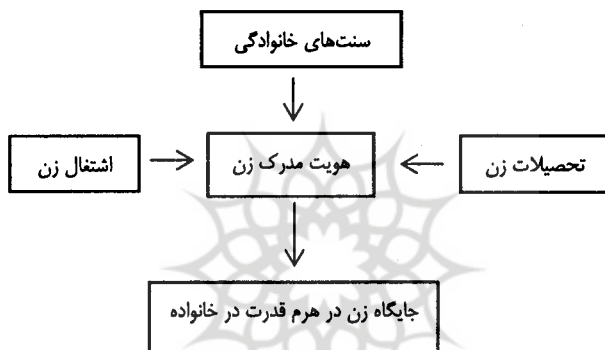 سنت‌های خانوادگی
تحصیلات زن
هویت مدرک زن
اشتغال زن
جایگاه زن در هرم قدرت در خانواده